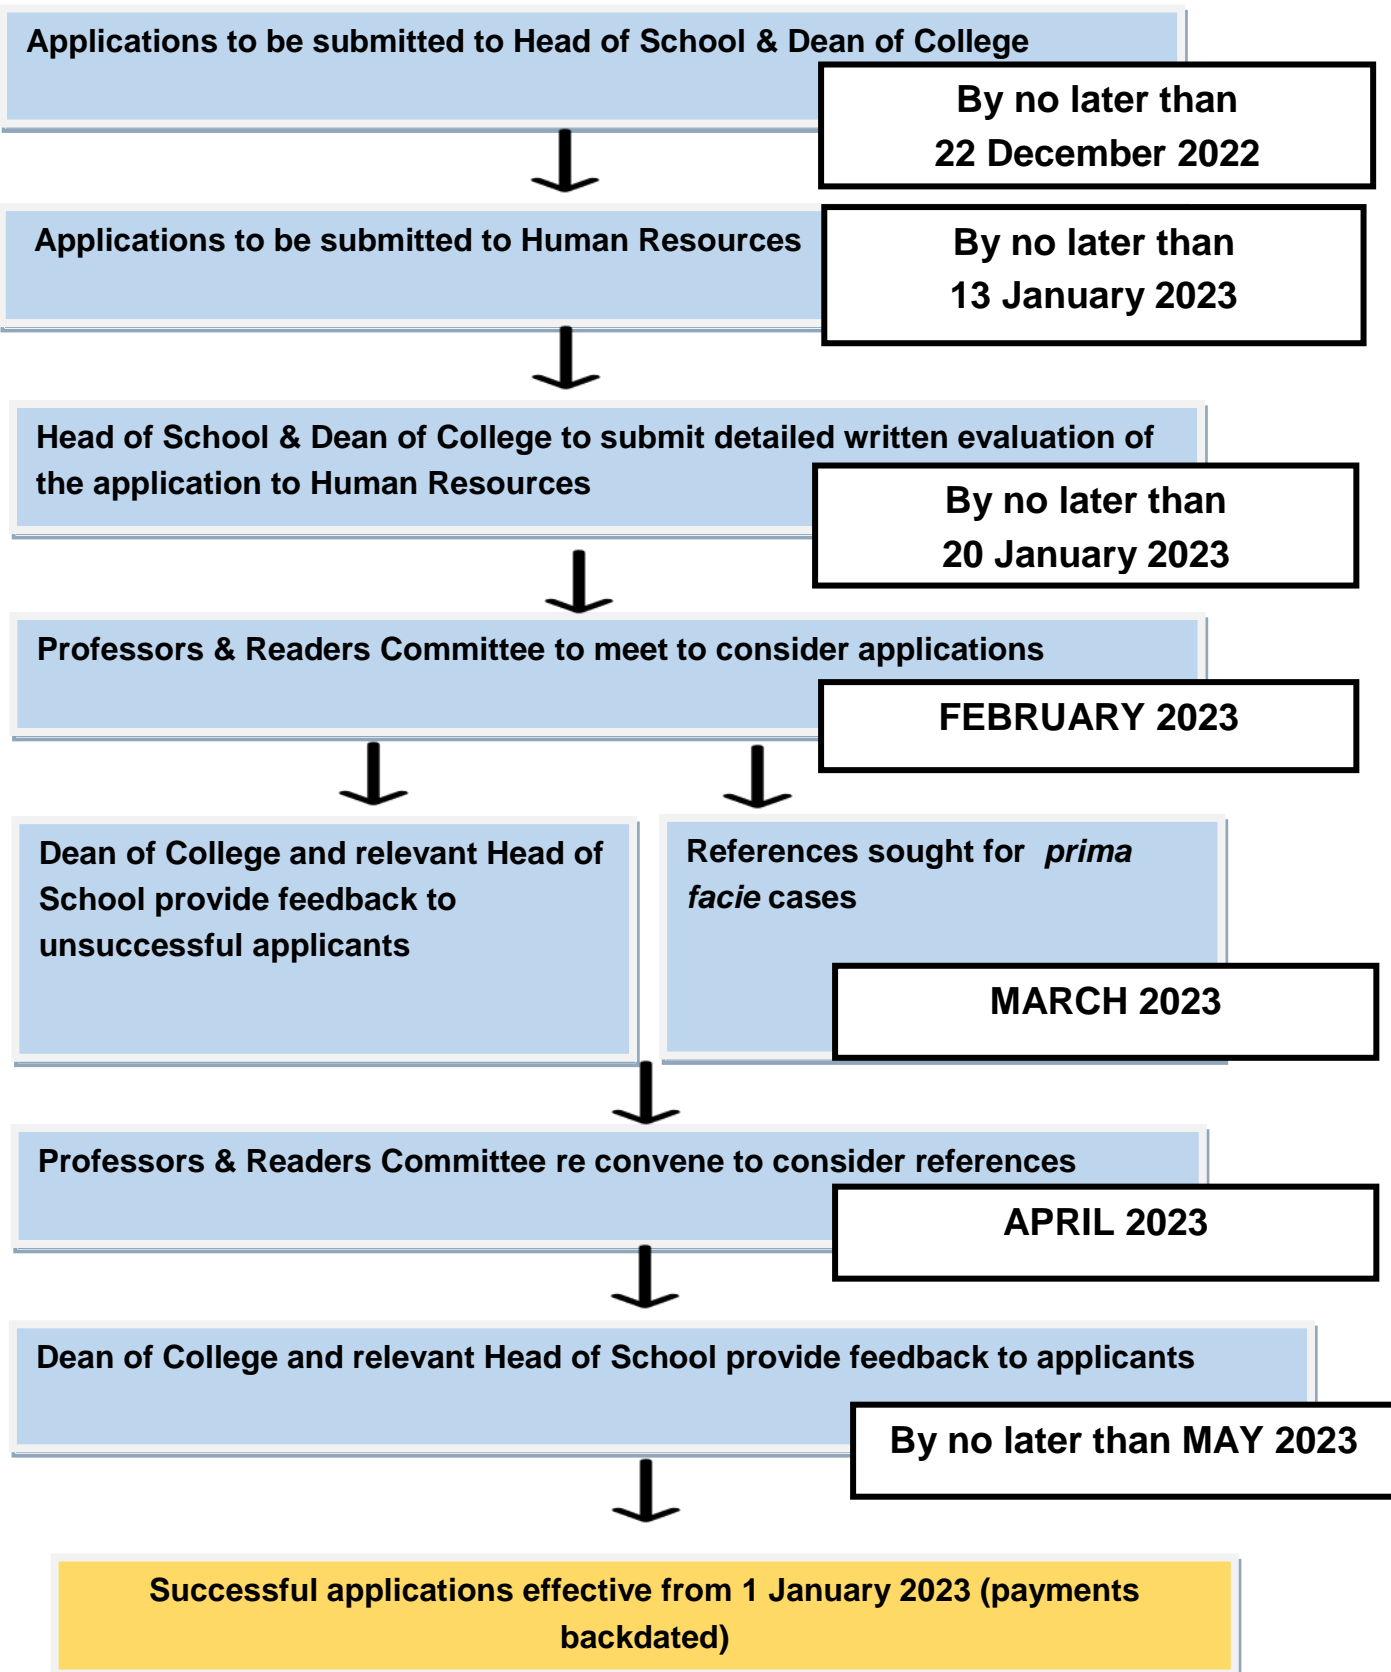 Applications to be submitted to Head of School & Dean of College
By no later than
22 December 2022
Applications to be submitted to Human Resources
By no later than
13 January 2023
Head of School & Dean of College to submit detailed written evaluation of
the application to Human Resources
By no later than
20 January 2023
Professors & Readers Committee to meet to consider applications
FEBRUARY 2023
Dean of College and relevant Head of
School provide feedback to
unsuccessful applicants
References sought for prima
facie cases
MARCH 2023
Professors & Readers Committee re convene to consider references
APRIL 2023
Dean of College and relevant Head of School provide feedback to applicants
By no later than MAY 2023
Successful applications effective from 1 January 2023 (payments
backdated)